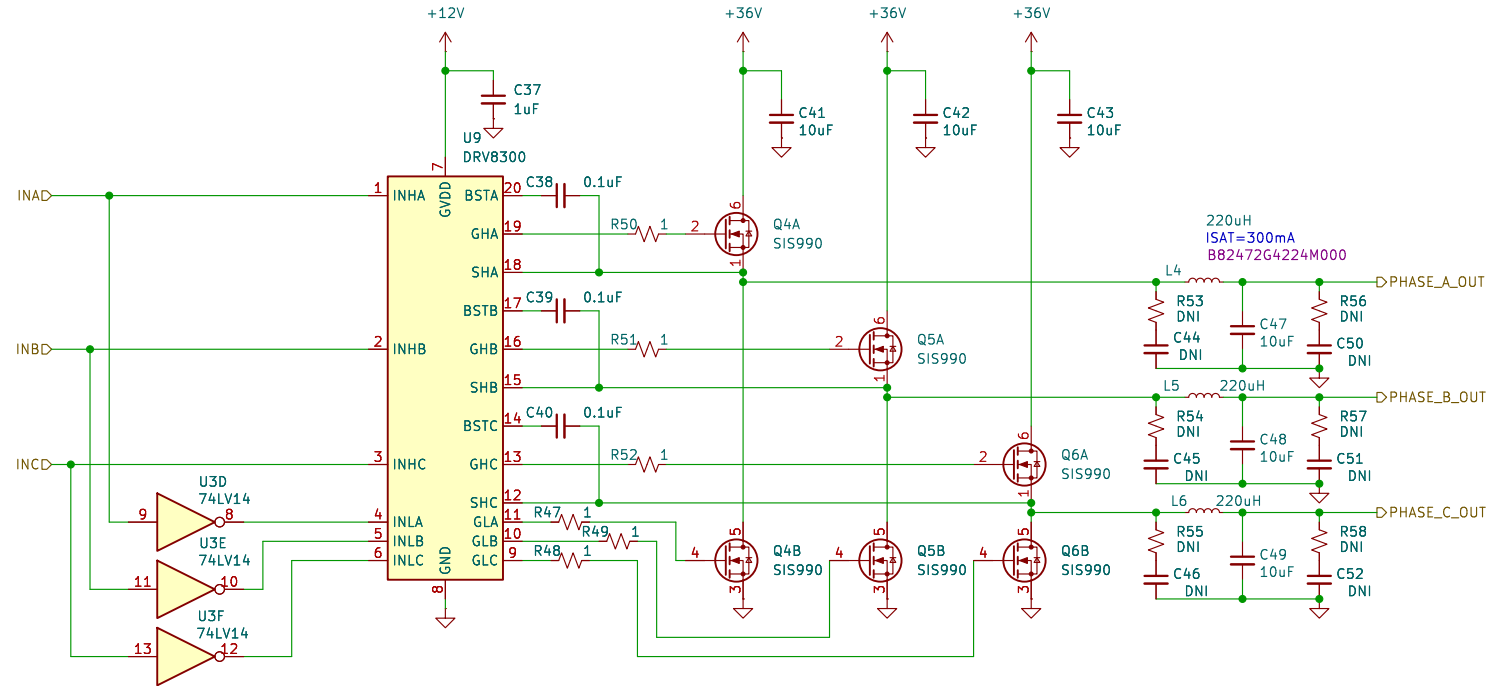 +12V
+36V
+36V
+36V
C37
1uF
C41
10uF
C42
10uF
C43
10uF
U9
DRV8300
7
GVDD
INA
1
INHA
BSTA
20
C38
0.1uF
GHA
19
R50
1
2
6
Q4A
SIS990
1
SHA
18
BSTB
17
C39
0.1uF
INB
2
INHB
GHB
16
R51
1
2
6
Q5A
SIS990
1
SHB
15
BSTC
14
C40
0.1uF
INC
3
INHC
GHC
13
R52
1
2
6
Q6A
SIS990
1
SHC
12
U3D
74LV14
9
8
4
INLA
GLA
11
R47
1
U3E
74LV14
11
10
5
INLB
GLB
10
R49
1
6
INLC
GLC
9
R48
1
GND
8
U3F
74LV14
13
12
4
5
Q4B
SIS990
3
4
5
Q5B
SIS990
3
4
5
Q6B
SIS990
3
220uH
ISAT=300mA
B82472G4224M000
L4
PHASE_A_OUT
R53
DNI
C44
DNI
C47
10uF
R56
DNI
C50
DNI
L5
220uH
PHASE_B_OUT
R54
DNI
C45
DNI
C48
10uF
R57
DNI
C51
DNI
L6
220uH
PHASE_C_OUT
R55
DNI
C46
DNI
C49
10uF
R58
DNI
C52
DNI